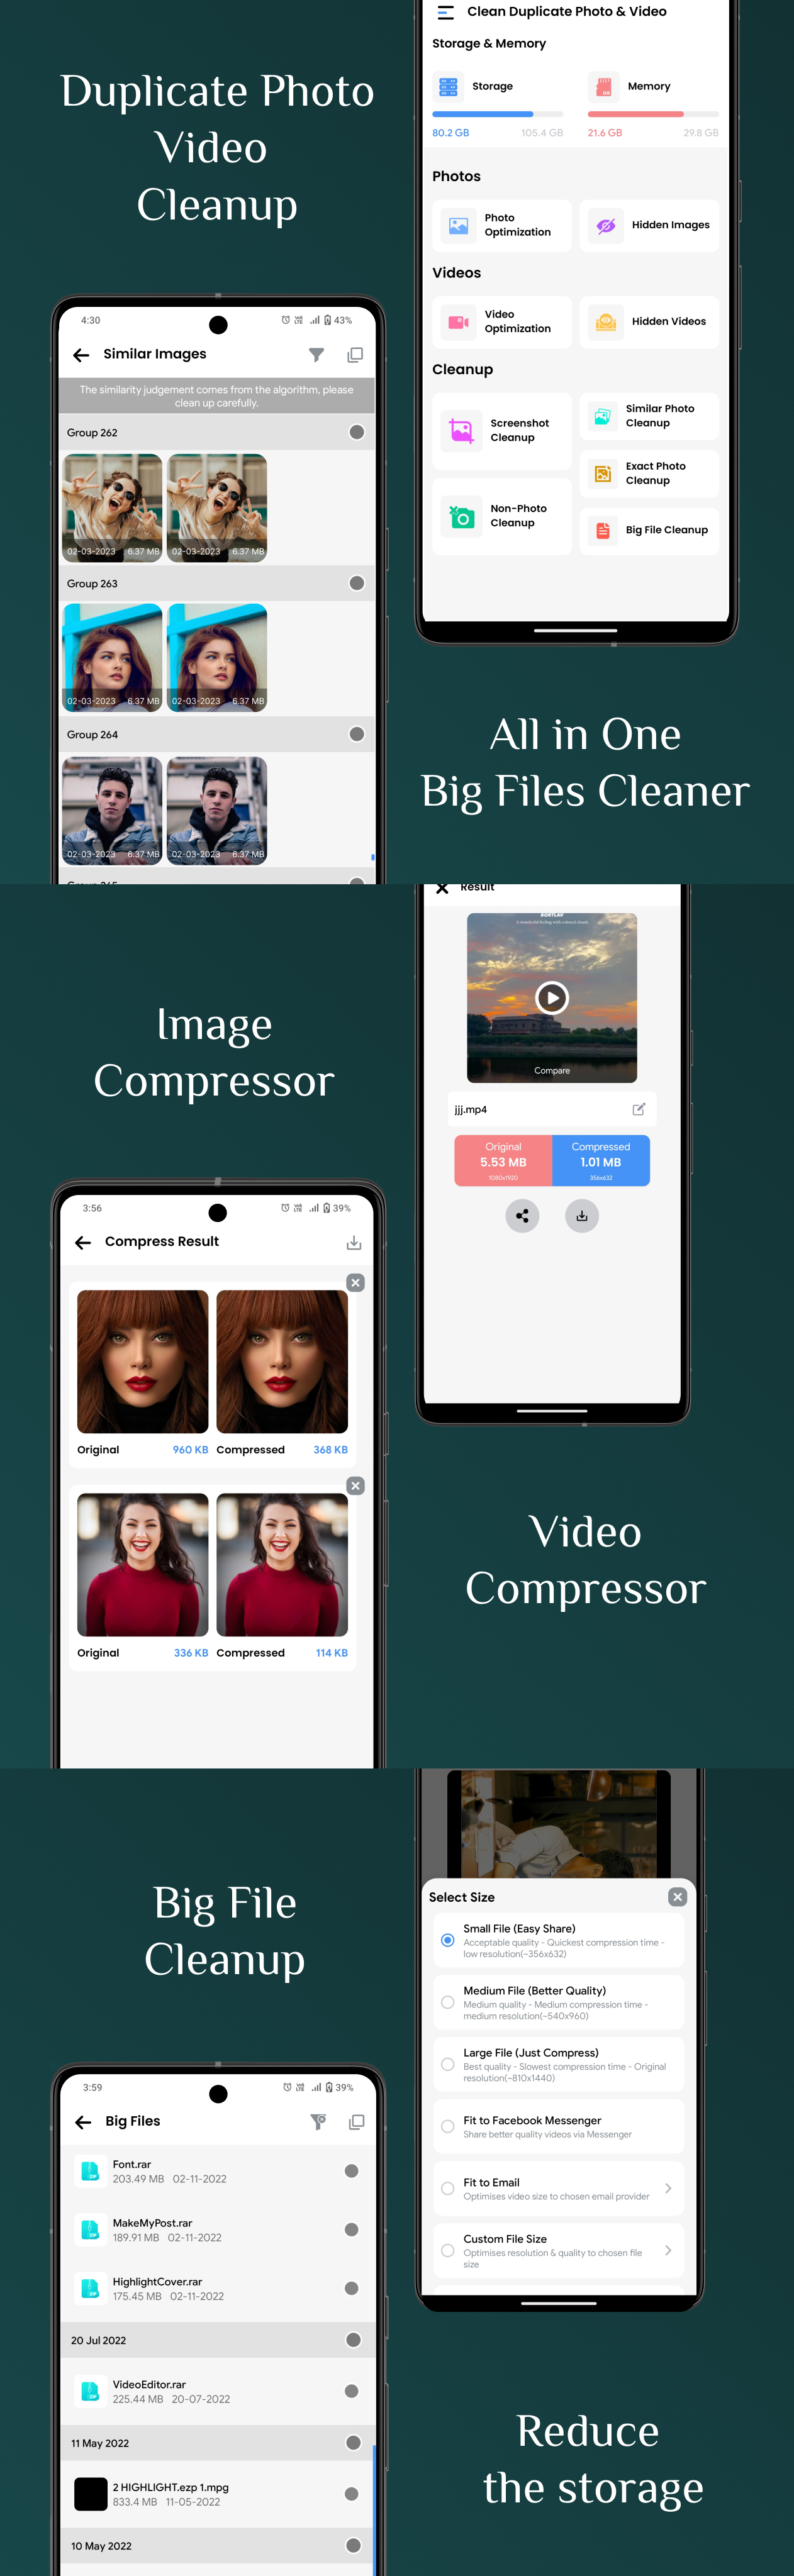 Duplicate Photo
Video
Cleanup
Clean Duplicate Photo & Video
Storage & Memory
Storage
Memory
80.2 GB
105.4 GB
21.6 GB
29.8 GB
Photos
Photo
Optimization
Hidden Images
Videos
Video
Optimization
Hidden Videos
Cleanup
Screenshot
Cleanup
Similar Photo
Cleanup
Exact Photo
Cleanup
Non-Photo
Cleanup
Big File Cleanup
4:30
43%
Similar Images
The similarity judgement comes from the algorithm, please
clean up carefully.
Group 262
02-03-2023 6.37 MB
02-03-2023 6.37 MB
Group 263
02-03-2023 6.37 MB
02-03-2023 6.37 MB
Group 264
02-03-2023 6.37 MB
02-03-2023 6.37 MB
Group 265
All in One
Big Files Cleaner
Image
Compressor
Result
Compare
jjj.mp4
Original
5.53 MB
1080x1920
Compressed
1.01 MB
356x632
3:56
39%
Compress Result
Original 960 KB
Compressed 368 KB
Original 336 KB
Compressed 114 KB
Video
Compressor
Big File
Cleanup
Select Size
Small File (Easy Share)
Acceptable quality - Quickest compression time -
low resolution(~356x632)
Medium File (Better Quality)
Medium quality - Medium compression time -
medium resolution(~540x960)
Large File (Just Compress)
Best quality - Slowest compression time - Original
resolution(~810x1440)
Fit to Facebook Messenger
Share better quality videos via Messenger
Fit to Email
Optimises video size to chosen email provider
Custom File Size
Optimises resolution & quality to chosen file
size
3:59
39%
Big Files
Font.rar
203.49 MB 02-11-2022
MakeMyPost.rar
189.91 MB 02-11-2022
HighlightCover.rar
175.45 MB 02-11-2022
20 Jul 2022
VideoEditor.rar
225.44 MB 20-07-2022
11 May 2022
2 HIGHLIGHT.ezp 1.mpg
833.4 MB 11-05-2022
10 May 2022
Reduce
the storage